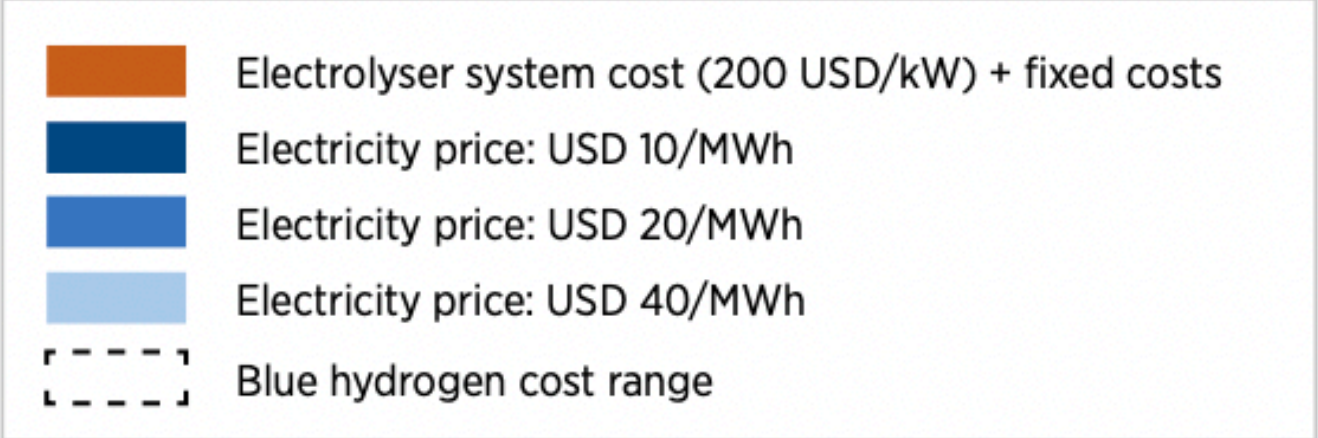 Electrolyser system cost (200 USD/kW) + fixed costs
Electricity price: USD 10/MWh
Electricity price: USD 20/MWh
Electricity price: USD 40/MWh
Blue hydrogen cost range